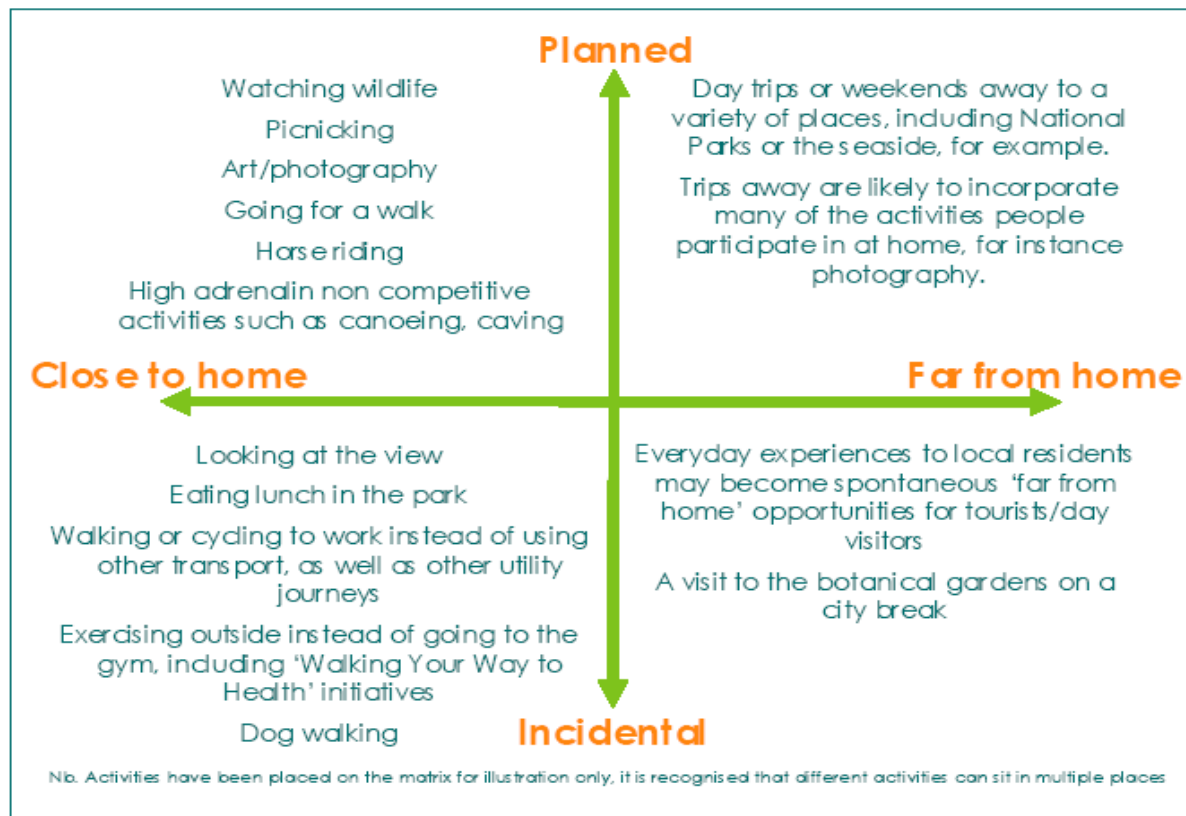 Planned
Watching wildlife
Picnicking
Art/photography
Going for a walk
Horse riding
High adrenalin non competitive
activities such as canoeing, caving
Day trips or weekends away to a
variety of places, including National
Parks or the seaside, for example.
Trips away are likely to incorporate
many of the activities people
participate in at home, for instance
photography.
Close to home
Far from home
Looking at the view
Eating lunch in the park
Walking or cycling to work instead of using
other transport, as well as other utility
journeys
Exercising outside instead of going to the
gym, including ‘Walking Your Way to
Health’ initiatives
Dog walking
Everyday experiences to local residents
may become spontaneous ‘far from
home’ opportunities for tourists/day
visitors
A visit to the botanical gardens on a
city break
Incidental
Nb. Activities have been placed on the matrix for illustration only, it is recognised that different activities can sit in multiple places